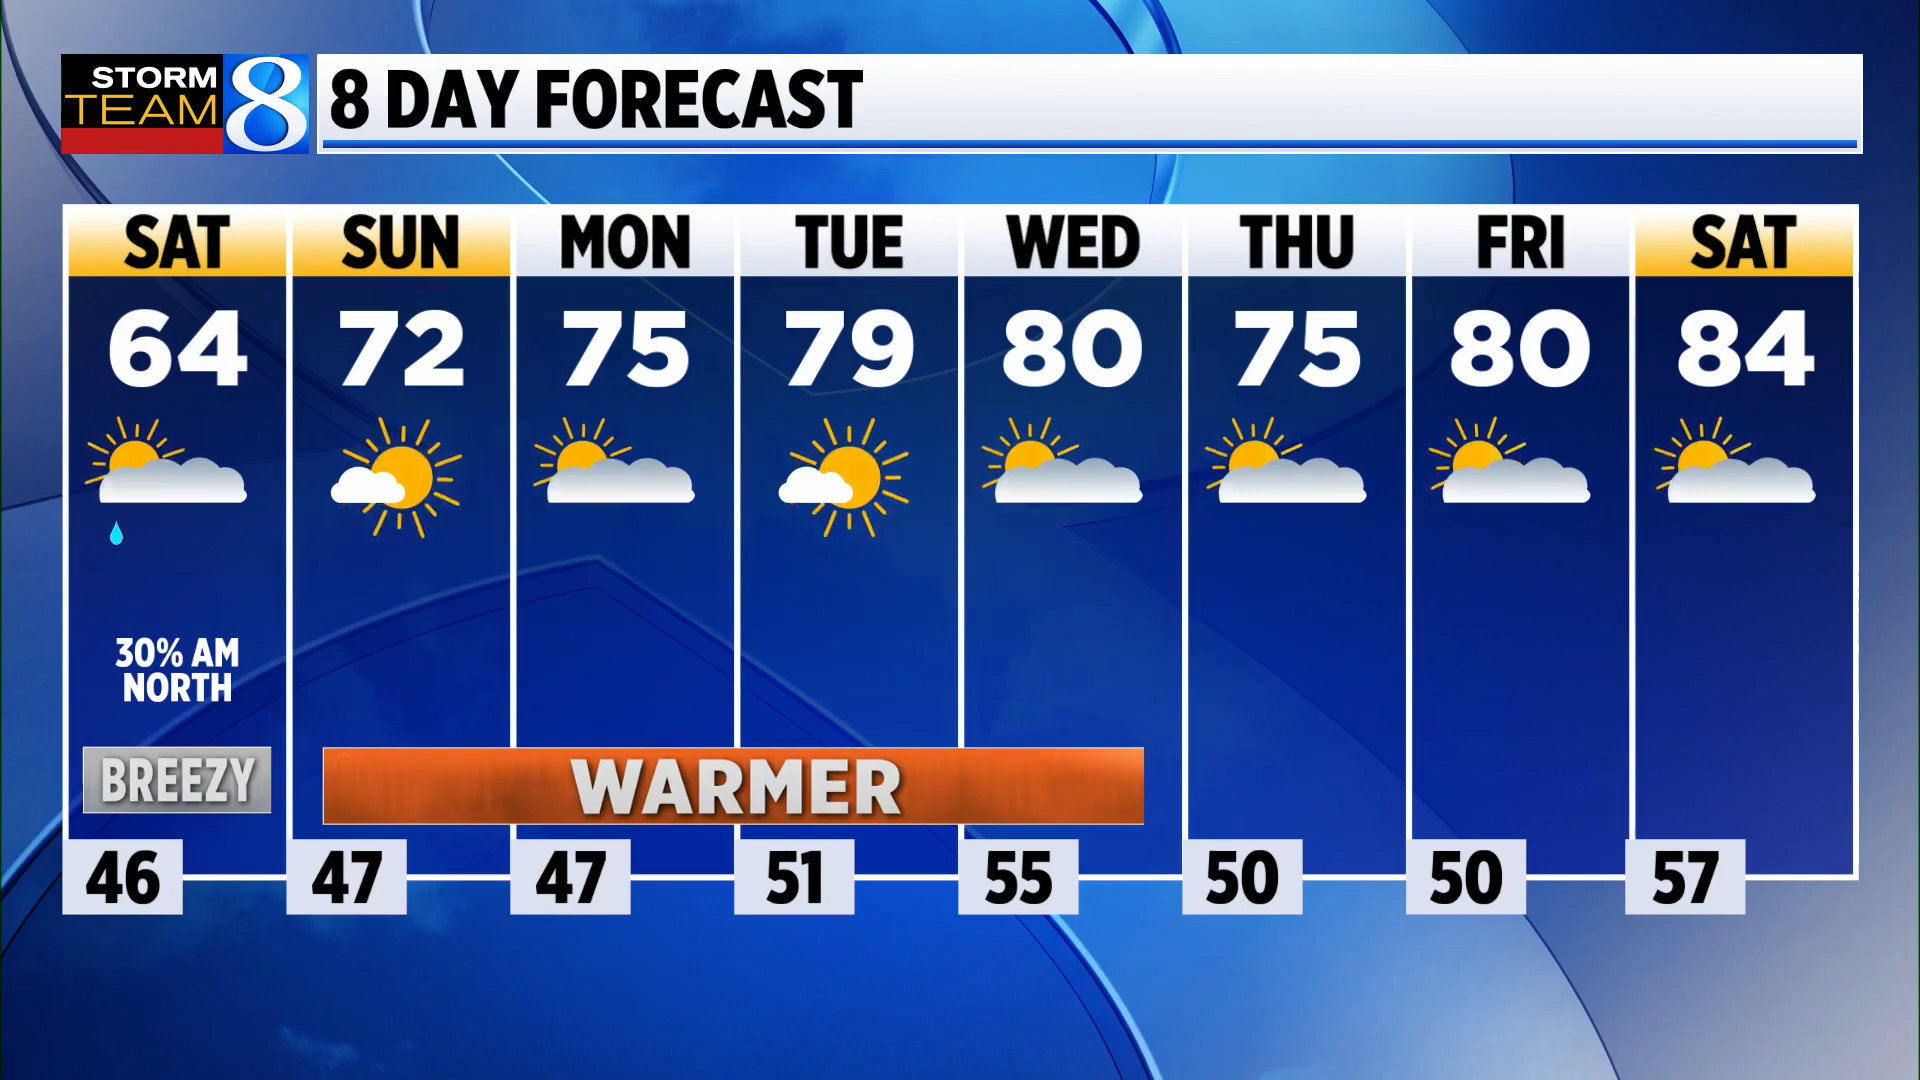 STORM
TEAM 8
8 DAY FORECAST
SAT SUN MON TUE WED THU FRI SAT
64 72 75 79 80 75 80 84
30% AM
NORTH
BREEZY WARMER
46 47 47 51 55 50 50 57